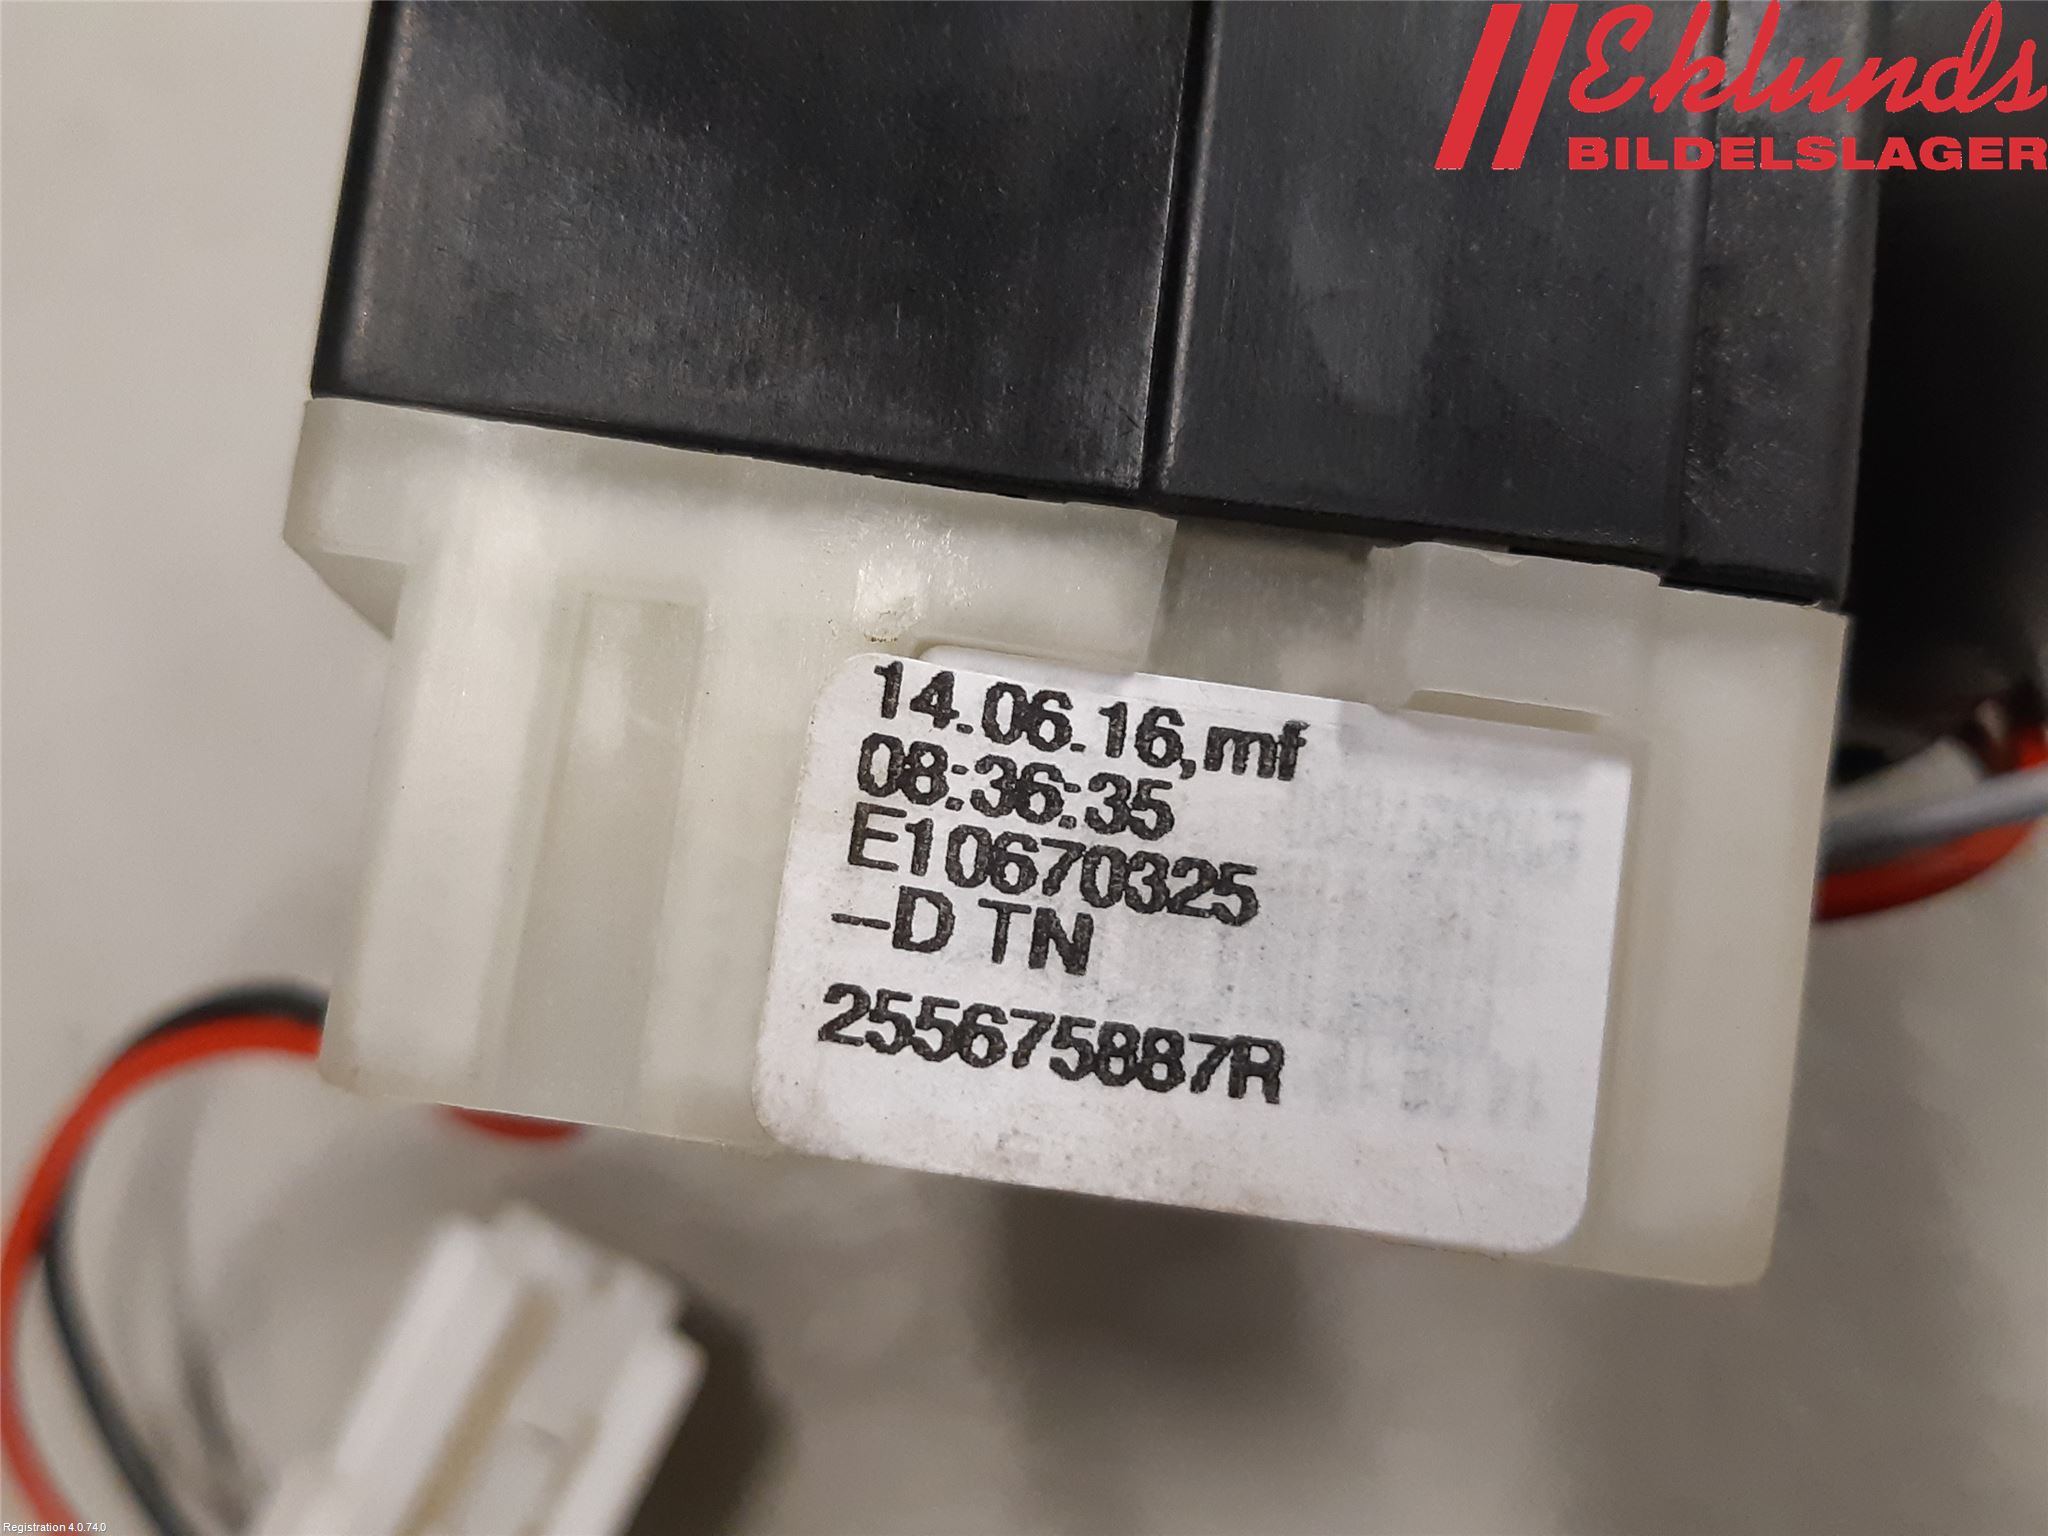 Eklunds
BILDELSLAGER
14.06.16,mf
08:36:35
E10670325
--D TN
255675887R
Registration 4.0.74.0